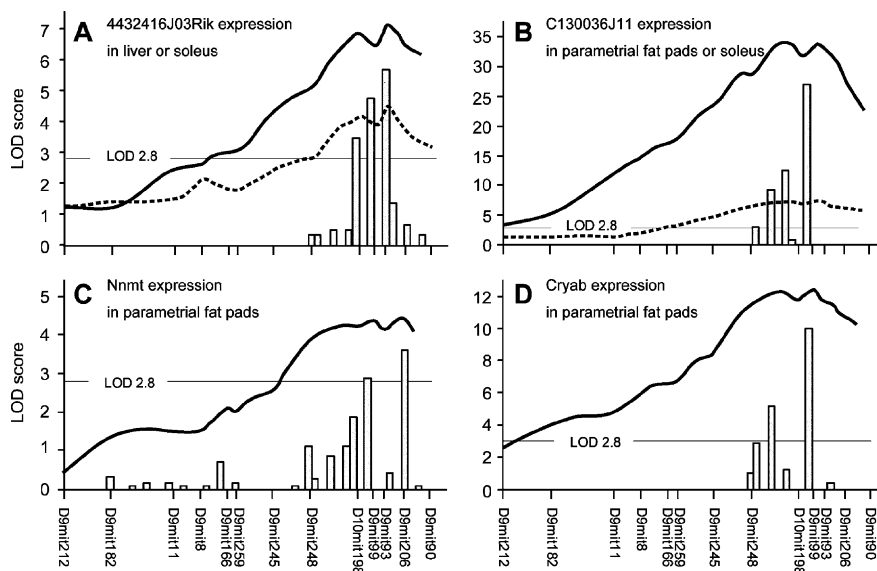 A 4432416J03Rik expression
in liver or soleus
LOD score
7
6
5
4
3
2
1
0
LOD 2.8
B C130036J11 expression
in parametrial fat pads or soleus
35
30
25
20
15
10
5
0
LOD 2.8
C Nnmt expression
in parametrial fat pads
LOD score
5
4
3
2
1
0
LOD 2.8
D Cryab expression
in parametrial fat pads
12
10
8
6
4
2
0
LOD 2.8
D9mit212
D9mit182
D9mit11
D9mit8
D9mit166
D9mit259
D9mit245
D9mit248
D10mit198
D9mit99
D9mit93
D9mit206
D9mit90
D9mit212
D9mit182
D9mit11
D9mit8
D9mit166
D9mit259
D9mit245
D9mit248
D10mit198
D9mit99
D9mit93
D9mit206
D9mit90